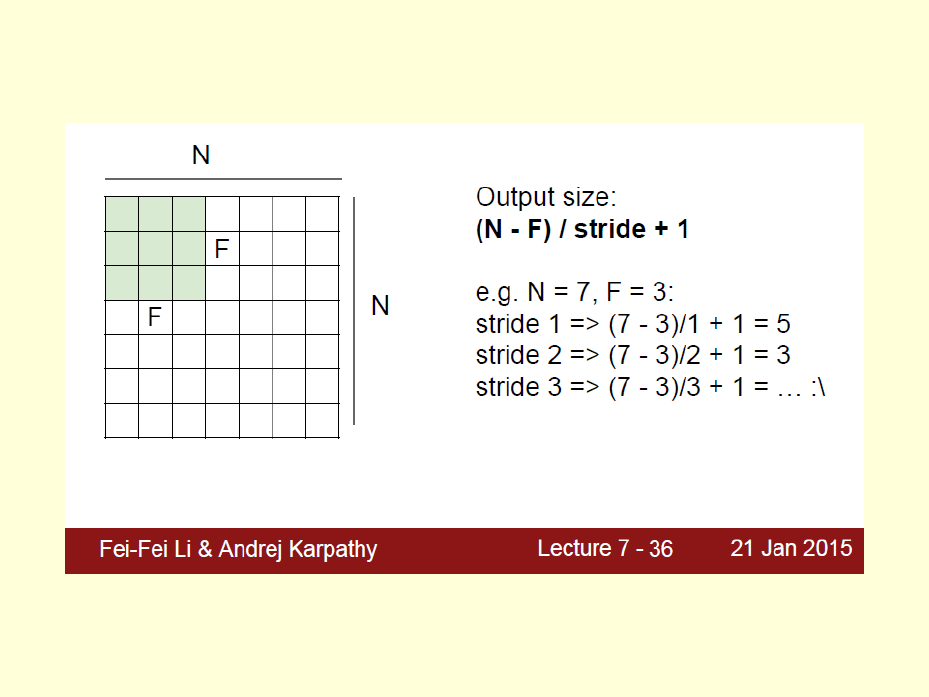 N
F
F
N
Output size:
(N - F) / stride + 1
e.g. N = 7, F = 3:
stride 1 => (7 - 3)/1 + 1 = 5
stride 2 => (7 - 3)/2 + 1 = 3
stride 3 => (7 - 3)/3 + 1 = … :\
Fei-Fei Li & Andrej Karpathy
Lecture 7 - 36
21 Jan 2015